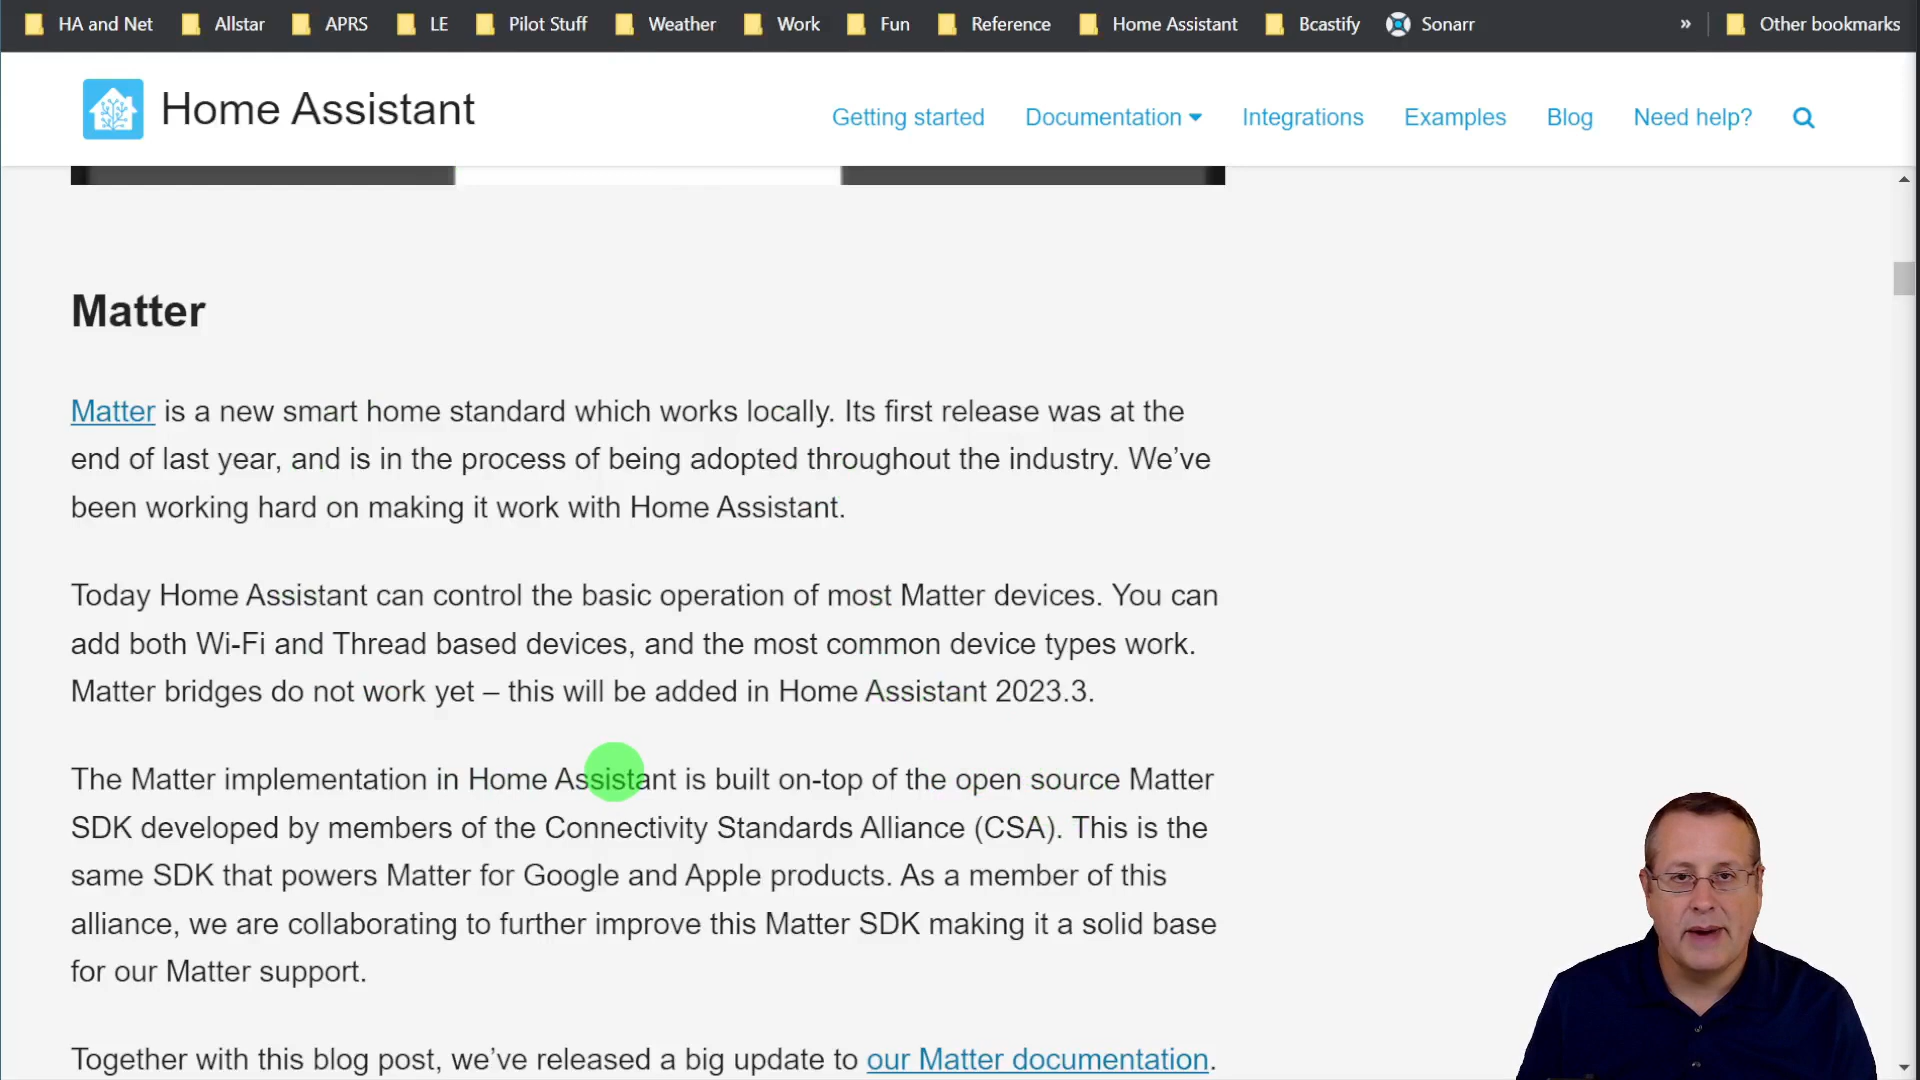 HA and Net Allstar APRS LE Pilot Stuff Weather Work Fun Reference Home Assistant Bcastify Sonarr » Other bookmarks
Home Assistant
Getting started Documentation Integrations Examples Blog Need help?
Matter
Matter is a new smart home standard which works locally. Its first release was at the
end of last year, and is in the process of being adopted throughout the industry. We’ve
been working hard on making it work with Home Assistant.
Today Home Assistant can control the basic operation of most Matter devices. You can
add both Wi-Fi and Thread based devices, and the most common device types work.
Matter bridges do not work yet – this will be added in Home Assistant 2023.3.
The Matter implementation in Home Assistant is built on-top of the open source Matter
SDK developed by members of the Connectivity Standards Alliance (CSA). This is the
same SDK that powers Matter for Google and Apple products. As a member of this
alliance, we are collaborating to further improve this Matter SDK making it a solid base
for our Matter support.
Together with this blog post, we’ve released a big update to our Matter documentation.